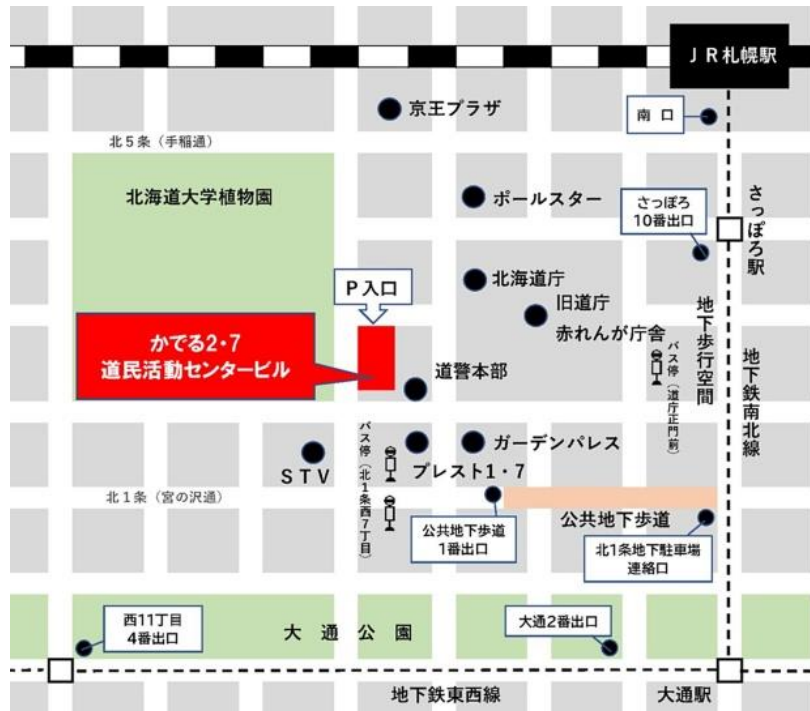 JR札幌駅
京王プラザ
南口
北5条（手稲通）
北海道大学植物園
ポールスター
さっぽろ
10番出口
さっぽろ駅
P入口
北海道庁
旧道庁
赤れんが庁舎
かでる2・7
道民活動センタービル
道警本部
バス停（道庁正門前）
地下歩行空間
地下鉄南北線
STV
バス停（北1条西7丁目）
プレスト1・7
ガーデンパレス
北1条（宮の沢通）
公共地下歩道
1番出口
公共地下歩道
北1条地下駐車場
連絡口
西11丁目
4番出口
大通公園
大通2番出口
地下鉄東西線
大通駅